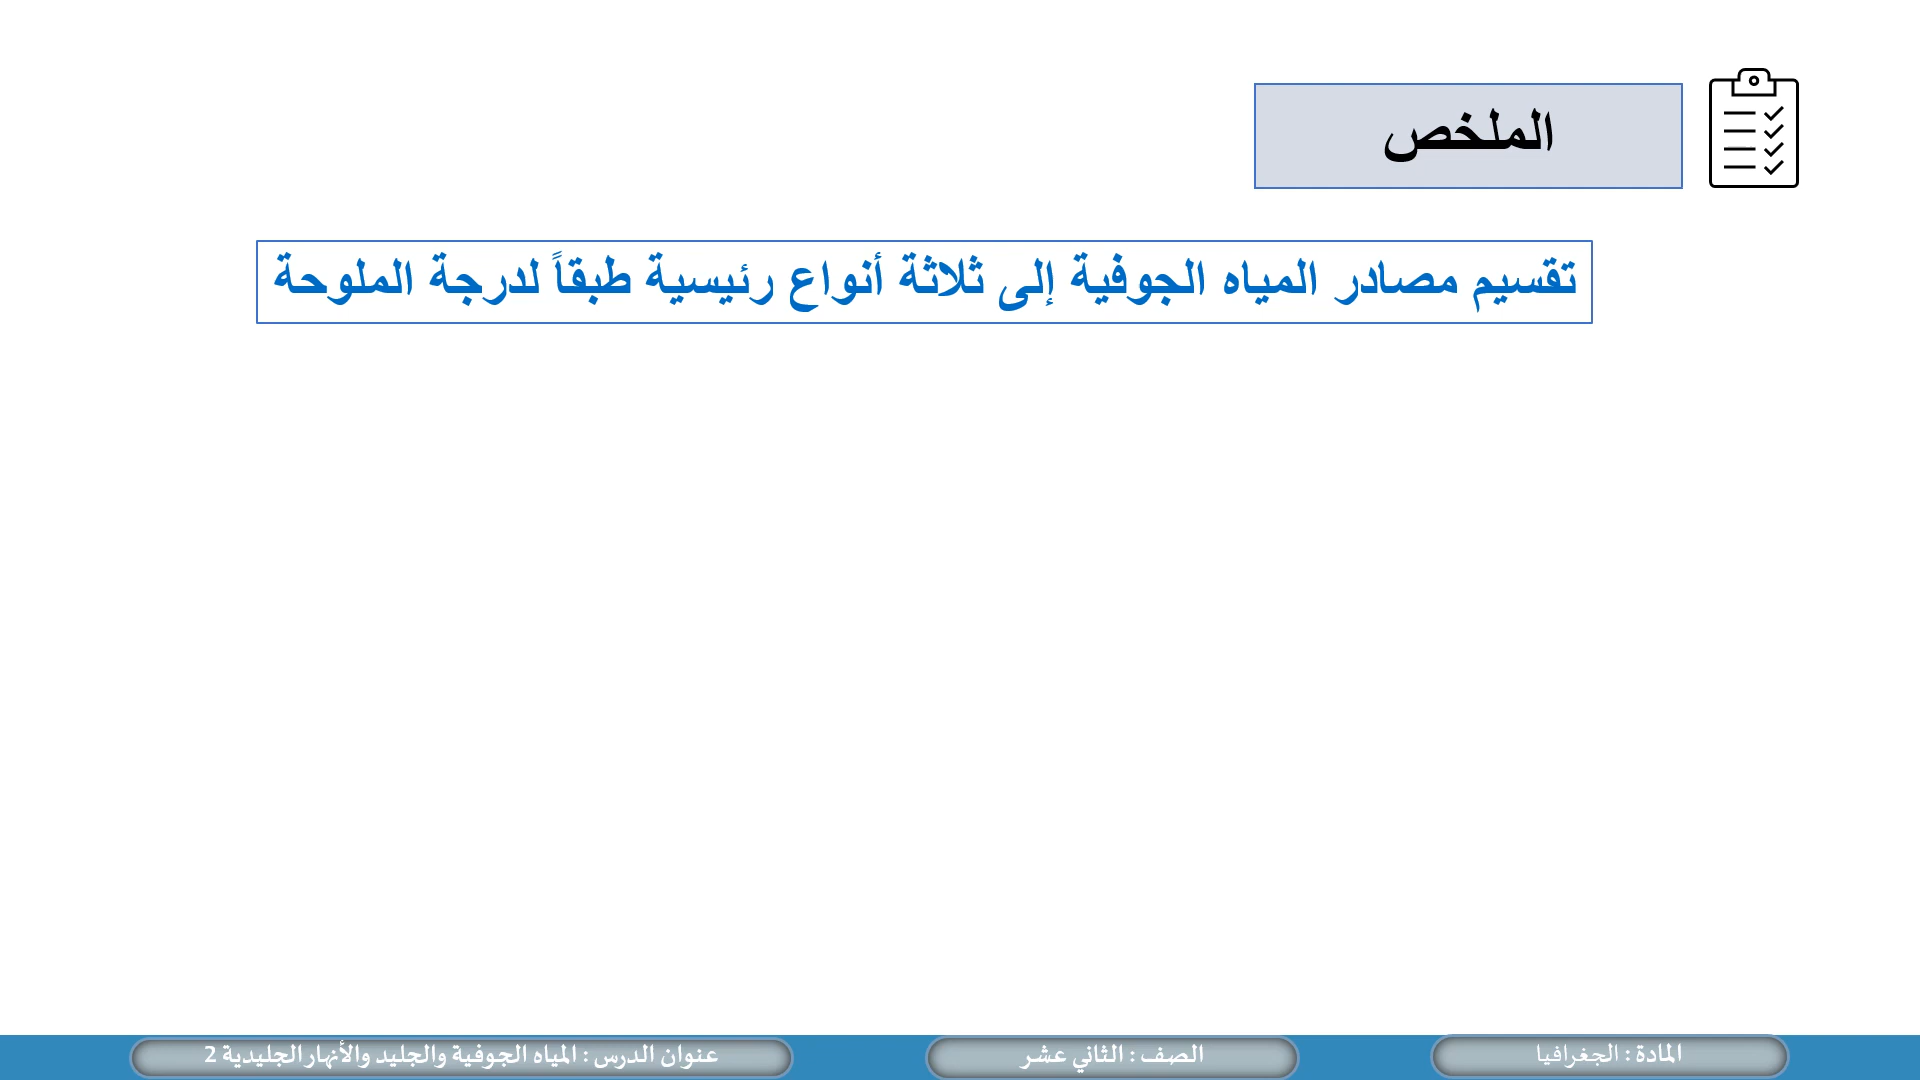 الملخص
تقسيم مصادر المياه الجوفية إلى ثلاثة أنواع رئيسية طبقاً لدرجة الملوحة
المادة : الجغرافيا
الصف : الثاني عشر
عنوان الدرس : المياه الجوفية والجليد والأنهار الجليدية 2